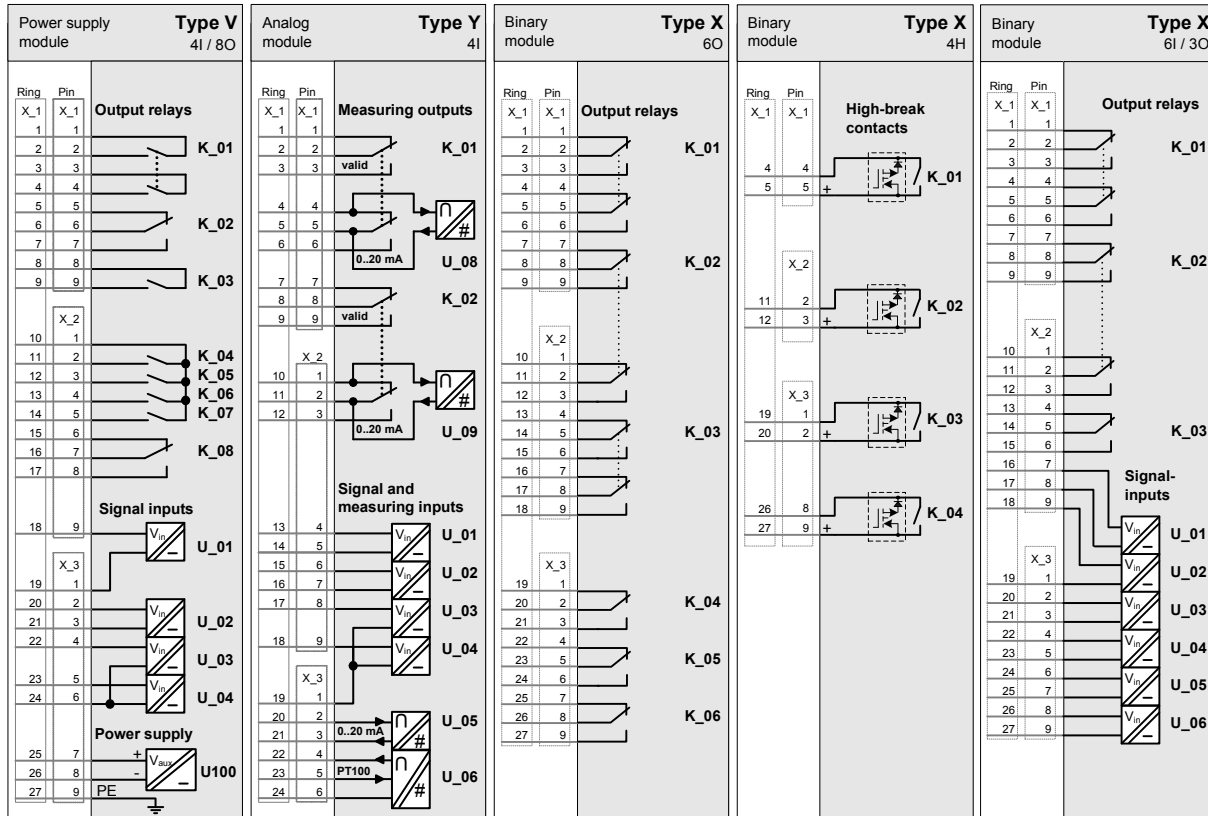 Power supply module Type V 4I / 8O
Ring Pin
X_1 X_1 Output relays
1 1
2 2 K_01
3 3
4 4
5 5
6 6 K_02
7 7
8 8
9 9 K_03
X_2
10 1
11 2 K_04
12 3 K_05
13 4 K_06
14 5 K_07
15 6
16 7 K_08
17 8
Signal inputs
18 9 Vin U_01
X_3
19 1
20 2 Vin
21 3 U_02
22 4 Vin
U_03
23 5 Vin
24 6 U_04
Power supply
25 7 + Vaux
26 8 - U100
27 9 PE
Analog module Type Y 4I
Ring Pin
X_1 X_1 Measuring outputs
1 1
2 2 K_01
3 3 valid
4 4
5 5 #
6 6 0..20 mA U_08
7 7
8 8 K_02
9 9 valid
X_2
10 1
11 2 #
12 3 0..20 mA U_09
Signal and
measuring inputs
13 4 Vin U_01
14 5
15 6 Vin U_02
16 7
17 8 Vin U_03
18 9 Vin U_04
X_3
19 1
20 2 U_05
21 3 0..20 mA #
22 4
23 5 PT100 U_06
24 6 #
Binary module Type X 6O
Ring Pin
X_1 X_1 Output relays
1 1
2 2 K_01
3 3
4 4
5 5
6 6
7 7
8 8 K_02
9 9
X_2
10 1
11 2
12 3
13 4
14 5 K_03
15 6
16 7
17 8
18 9
X_3
19 1
20 2 K_04
21 3
22 4
23 5 K_05
24 6
25 7
26 8 K_06
27 9
Binary module Type X 4H
Ring Pin
X_1 X_1 High-break
contacts
4 4 K_01
5 5 +
X_2
11 2 K_02
12 3 +
X_3
19 1 K_03
20 2 +
26 8 K_04
27 9 +
Binary module Type X 6I / 3O
Ring Pin
X_1 X_1 Output relays
1 1
2 2 K_01
3 3
4 4
5 5
6 6
7 7
8 8 K_02
9 9
X_2
10 1
11 2
12 3
13 4
14 5 K_03
15 6
16 7 Signal-
17 8 inputs
18 9
Vin U_01
X_3
19 1 Vin U_02
20 2
21 3 Vin U_03
22 4
23 5 Vin U_04
24 6
25 7 Vin U_05
26 8
27 9 Vin U_06